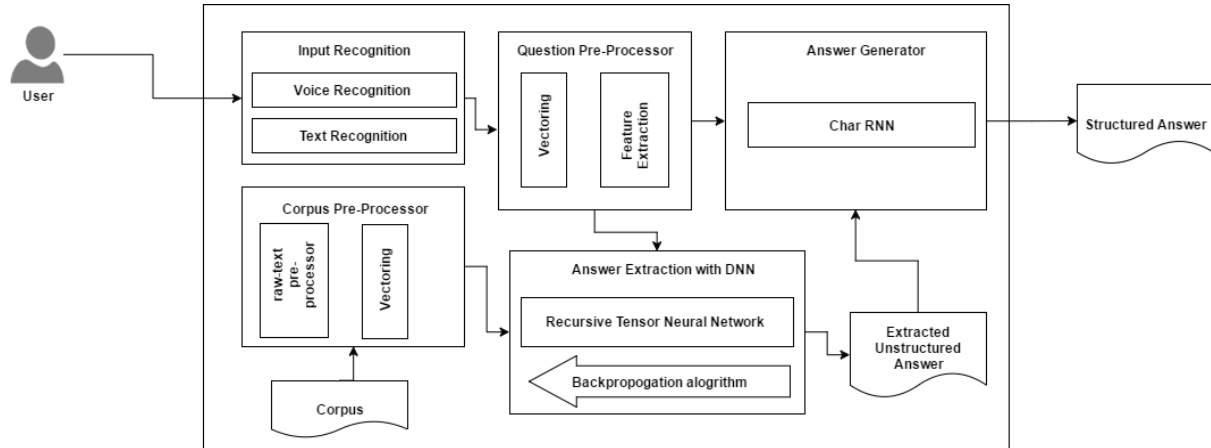 User
Input Recognition
Voice Recognition
Text Recognition
Question Pre-Processor
Vectoring
Feature
Extraction
Answer Generator
Char RNN
Structured Answer
Corpus Pre-Processor
raw-text
pre-
processor
Vectoring
Corpus
Answer Extraction with DNN
Recursive Tensor Neural Network
Backpropogation alogrithm
Extracted
Unstructured
Answer